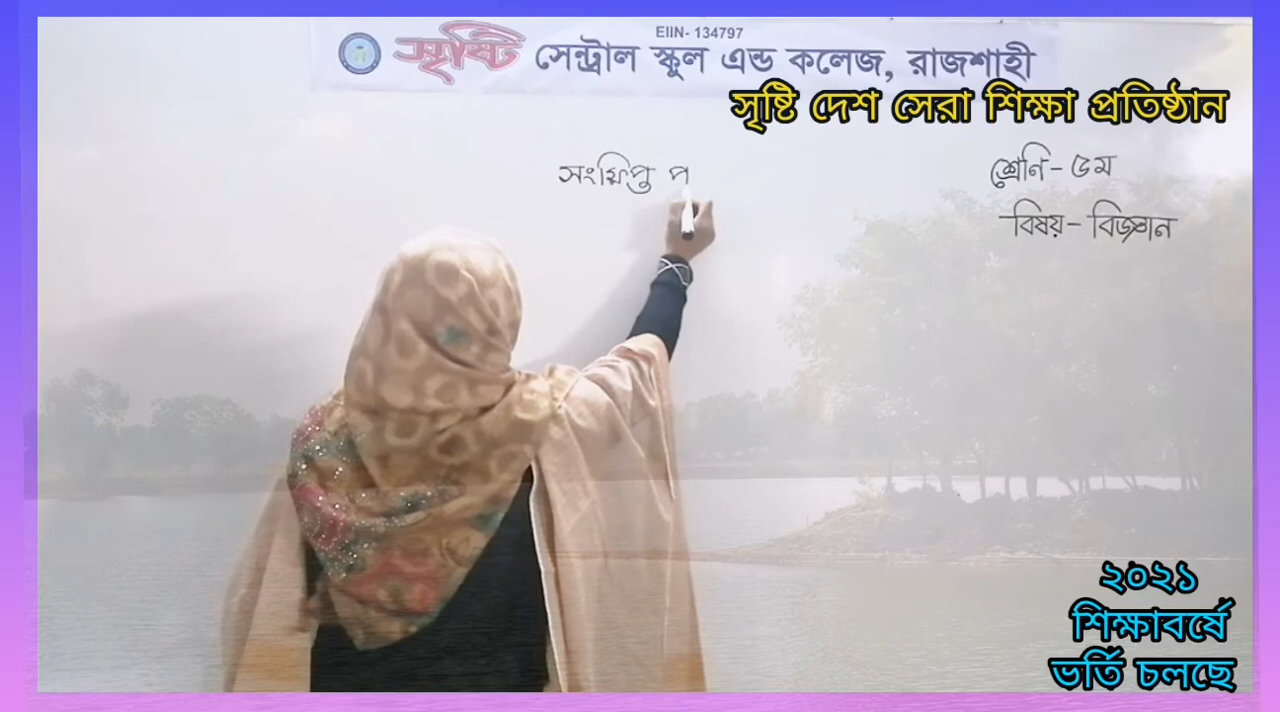 EIIN- 134797
সৃষ্টি সেন্ট্রাল স্কুল এন্ড কলেজ, রাজশাহী
সৃষ্টি দেশ সেরা শিক্ষা প্রতিষ্ঠান
সংয়িপ্ত প
শ্রেণি - ৫ম
বিষয় - বিজ্ঞান
২০২১
শিক্ষাবর্ষে
ভর্তি চলছে